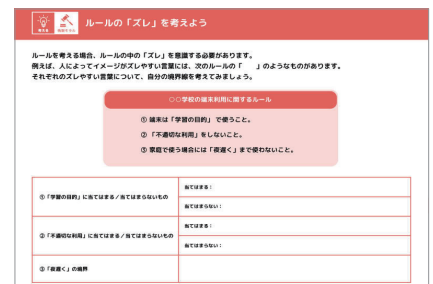 考える 判断する ルールの「ズレ」を考えよう
ルールを考える場合、ルールの中の「ズレ」を意識する必要があります。
例えば、人によってイメージがズレやすい言葉には、次のルールの「　　」のようなものがあります。
それぞれのズレやすい言葉について、自分の境界線を考えてみましょう。
○○学校の端末利用に関するルール
① 端末は「学習の目的」で使うこと。
② 「不適切な利用」をしないこと。
③ 家庭で使う場合には「夜遅く」まで使わないこと。
①「学習の目的」に当てはまる／当てはまらないもの
当てはまる：
当てはまらない：
②「不適切な利用」に当てはまる／当てはまらないもの
当てはまる：
当てはまらない：
③「夜遅く」の境界